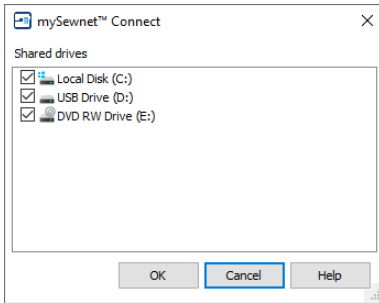 mySewnet™ Connect
Shared drives
Local Disk (C:)
USB Drive (D:)
DVD RW Drive (E:)
OK Cancel Help